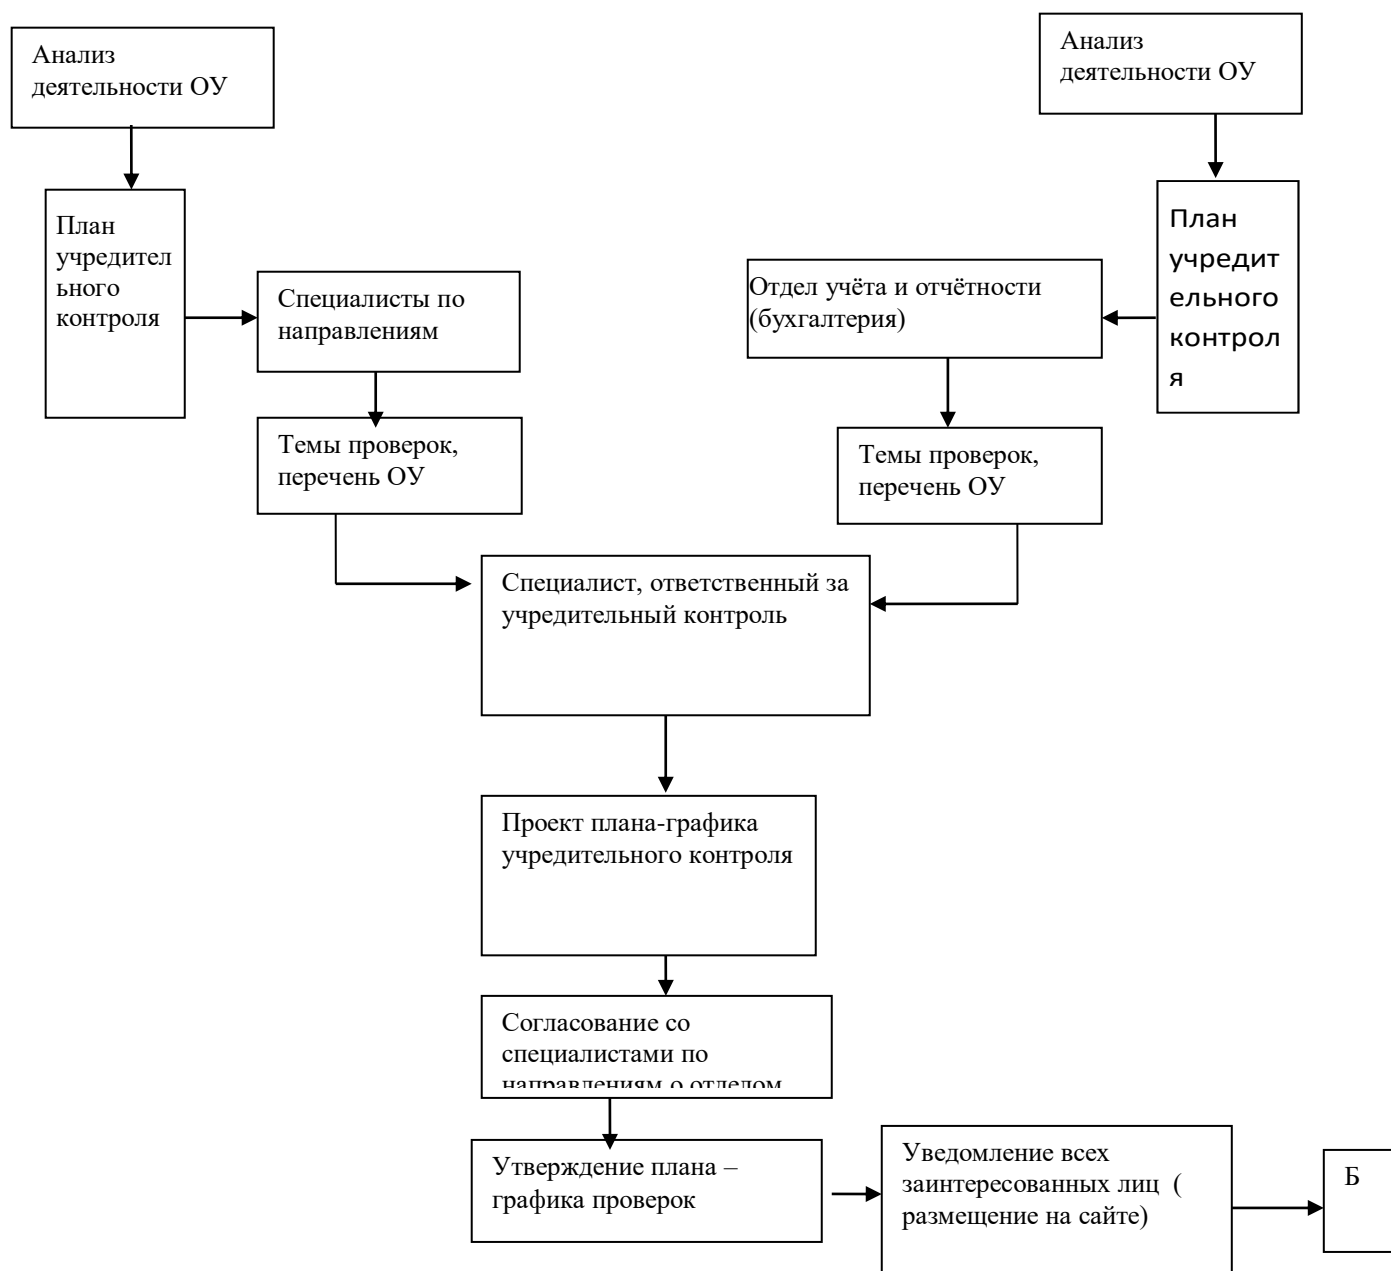 Анализ
деятельности ОУ
Анализ
деятельности ОУ
План
учредител
ьного
контроля
Специалисты по
направлениям
Отдел учёта и отчётности
(бухгалтерия)
План
учредит
ельного
контрол
я
Темы проверок,
перечень ОУ
Темы проверок,
перечень ОУ
Специалист, ответственный за
учредительный контроль
Проект плана-графика
учредительного контроля
Согласование со
специалистами по
направлениям о отделом
Утверждение плана –
графика проверок
Уведомление всех
заинтересованных лиц (
размещение на сайте)
Б